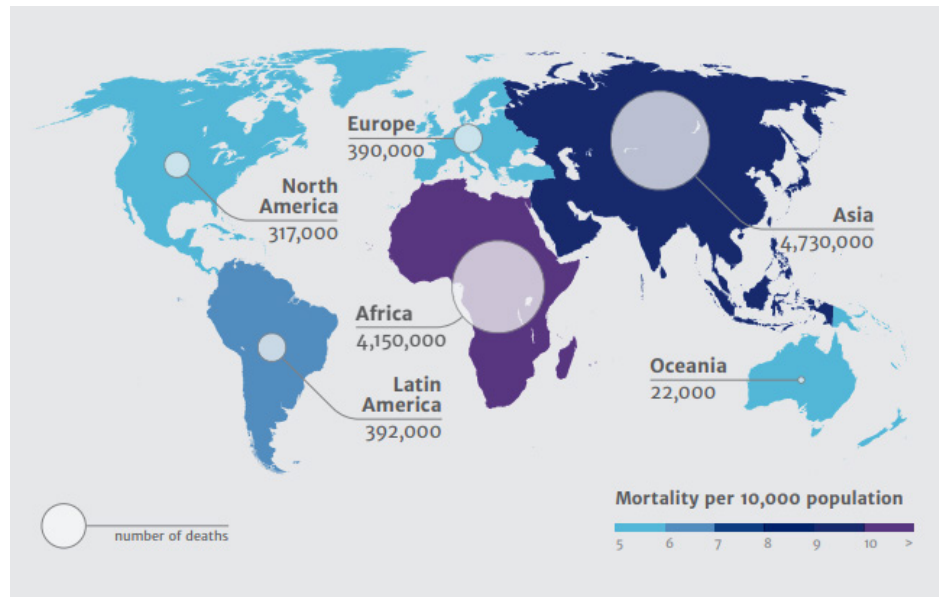 Europe
390,000
North
America
317,000
Asia
4,730,000
Africa
4,150,000
Latin
America
392,000
Oceania
22,000
number of deaths
Mortality per 10,000 population
5 6 7 8 9 10 >